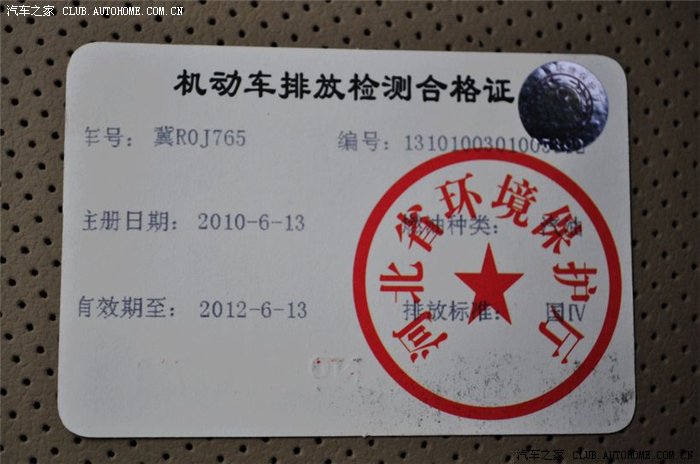 汽车之家 CLUB.AUTOHOME.COM.CN
机动车排放检测合格证
车号: 冀R0J765 编号: 1310100301005
注册日期: 2010-6-13 燃油种类: 汽油
有效期至: 2012-6-13 排放标准: 国Ⅳ
河北省环境保护厅
汽车之家 CLUB.AUTOHOME.COM.CN